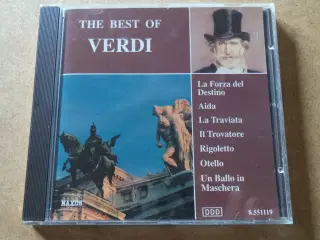 THE BEST OF
VERDI
La Forza del
Destino
Aida
La Traviata
Il Trovatore
Rigoletto
Otello
Un Ballo in
Maschera
NAXOS
DDD
8.551119